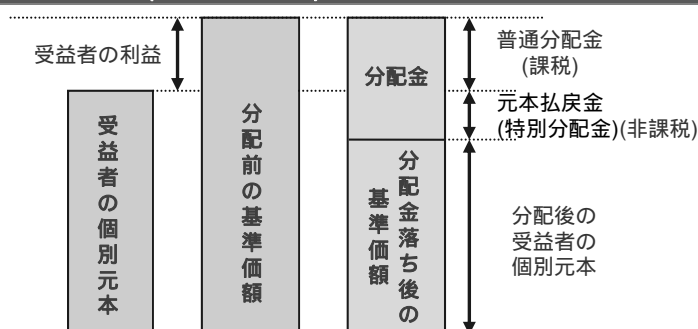 受益者の利益
受益者の個別元本
分配前の基準価額
分配金
分配金落ち後の
基準価額
普通分配金
(課税)
元本払戻金
(特別分配金)(非課税)
分配後の
受益者の
個別元本